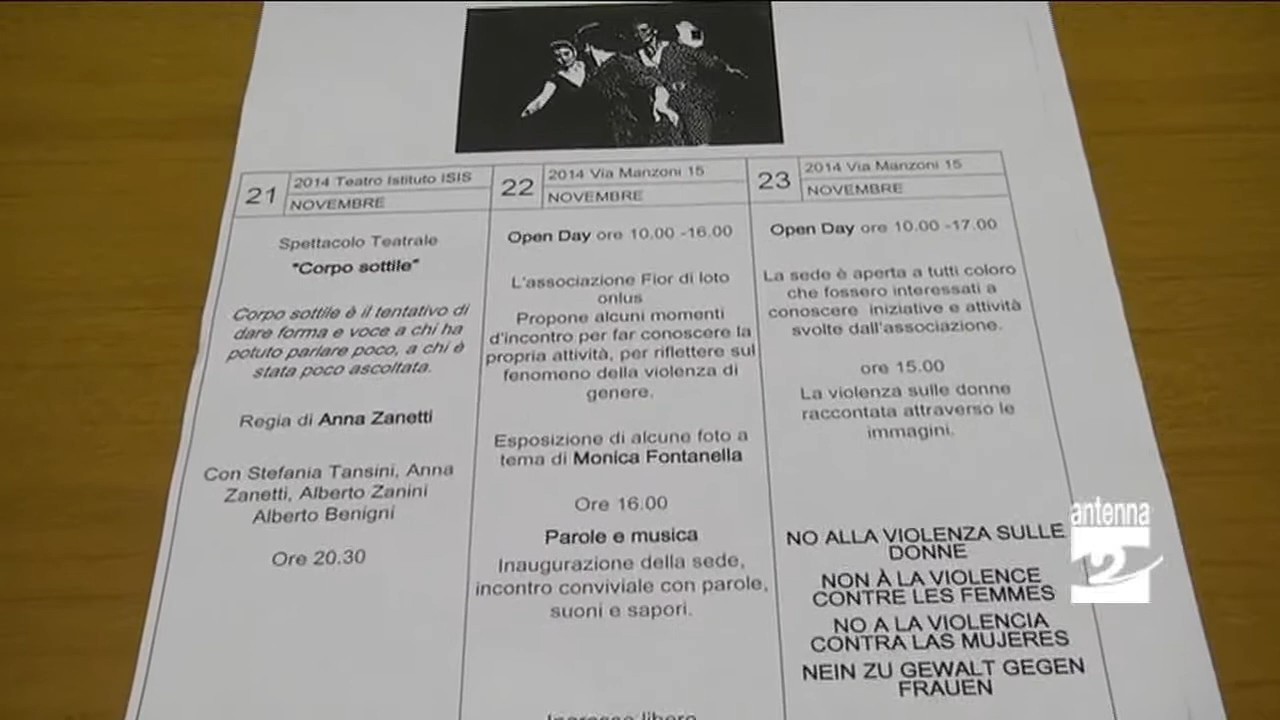 21
2014 Teatro Istituto ISIS
NOVEMBRE
Spettacolo Teatrale
"Corpo sottile"
Corpo sottile è il tentativo di
dare forma e voce a chi ha
potuto parlare poco, a chi è
stata poco ascoltata.
Regia di Anna Zanetti
Con Stefania Tansini, Anna
Zanetti, Alberto Zanini
Alberto Benigni
Ore 20.30
22
2014 Via Manzoni 15
NOVEMBRE
Open Day ore 10.00 -16.00
L'associazione Fior di loto
onlus
Propone alcuni momenti
d'incontro per far conoscere la
propria attività, per riflettere sul
fenomeno della violenza di
genere.
Esposizione di alcune foto a
tema di Monica Fontanella
Ore 16.00
Parole e musica
Inaugurazione della sede,
incontro conviviale con parole,
suoni e sapori.
Ingresso libero
23
2014 Via Manzoni 15
NOVEMBRE
Open Day ore 10.00 -17.00
La sede è aperta a tutti coloro
che fossero interessati a
conoscere iniziative e attività
svolte dall'associazione.
ore 15.00
La violenza sulle donne
raccontata attraverso le
immagini.
NO ALLA VIOLENZA SULLE
DONNE
NON À LA VIOLENCE
CONTRE LES FEMMES
NO A LA VIOLENCIA
CONTRA LAS MUJERES
NEIN ZU GEWALT GEGEN
FRAUEN
antenna
2